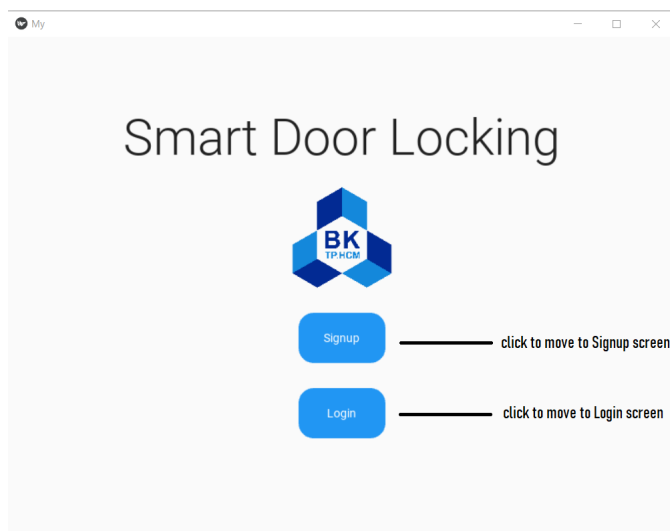 My
Smart Door Locking
BK
TP.HCM
Signup
click to move to Signup screen
Login
click to move to Login screen